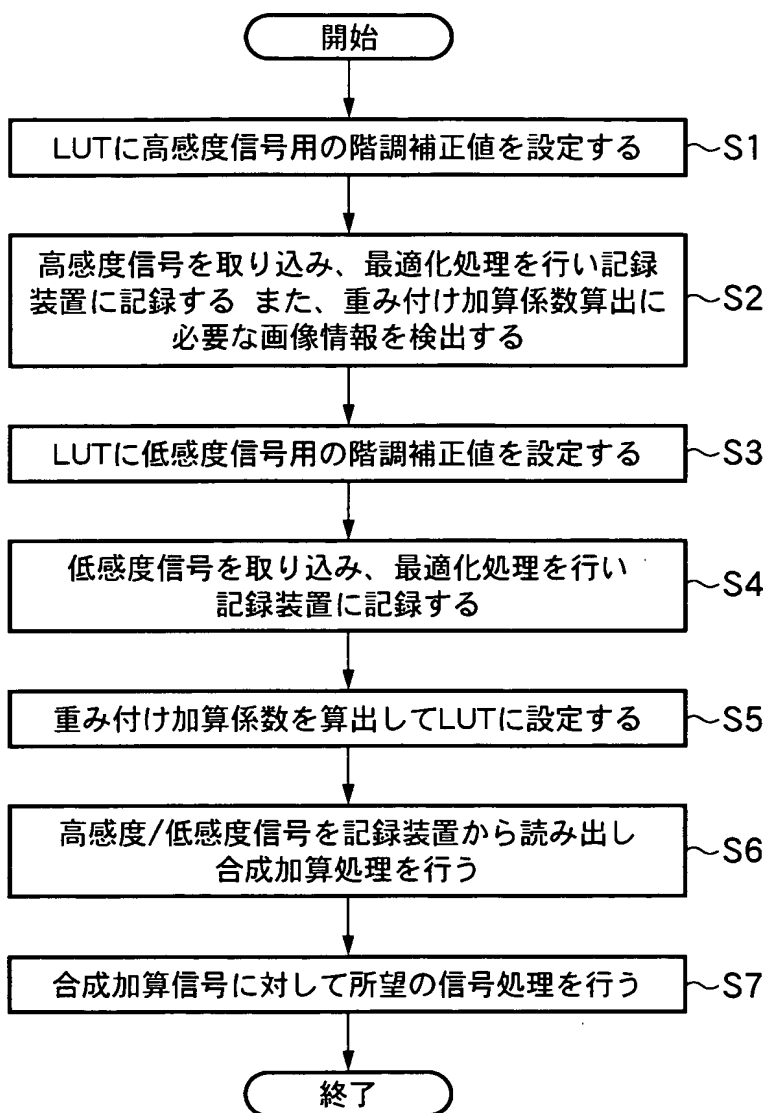 開始
LUTに高感度信号用の階調補正値を設定する ~S1
高感度信号を取り込み、最適化処理を行い記録
装置に記録する また、重み付け加算係数算出に ~S2
必要な画像情報を検出する
LUTに低感度信号用の階調補正値を設定する ~S3
低感度信号を取り込み、最適化処理を行い
記録装置に記録する ~S4
重み付け加算係数を算出してLUTに設定する ~S5
高感度/低感度信号を記録装置から読み出し
合成加算処理を行う ~S6
合成加算信号に対して所望の信号処理を行う ~S7
終了